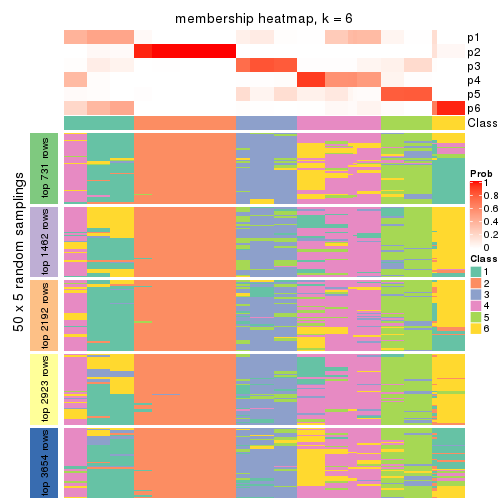 membership heatmap, k = 6
p1
p2
p3
p4
p5
p6
Class
50 x 5 random samplings
top 731 rows
top 1462 rows
top 2192 rows
top 2923 rows
top 3654 rows
Prob
1
0.8
0.6
0.4
0.2
0
Class
1
2
3
4
5
6